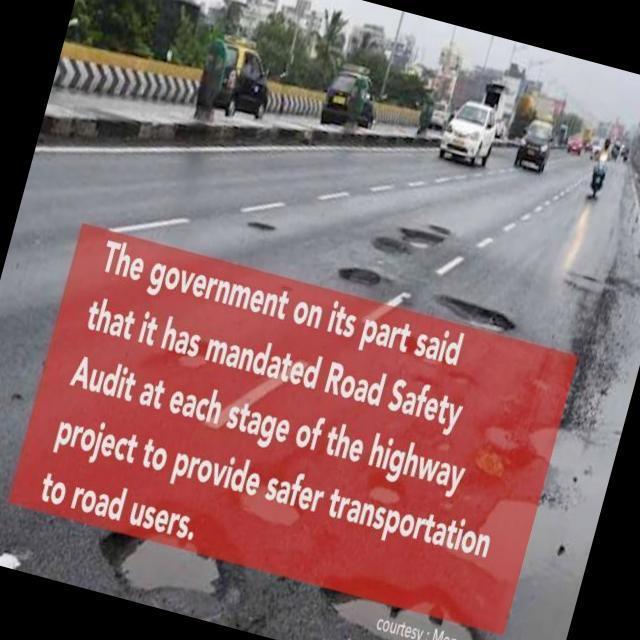 The government on its part said
that it has mandated Road Safety
Audit at each stage of the highway
project to provide safer transportation
to road users.
courtesy :